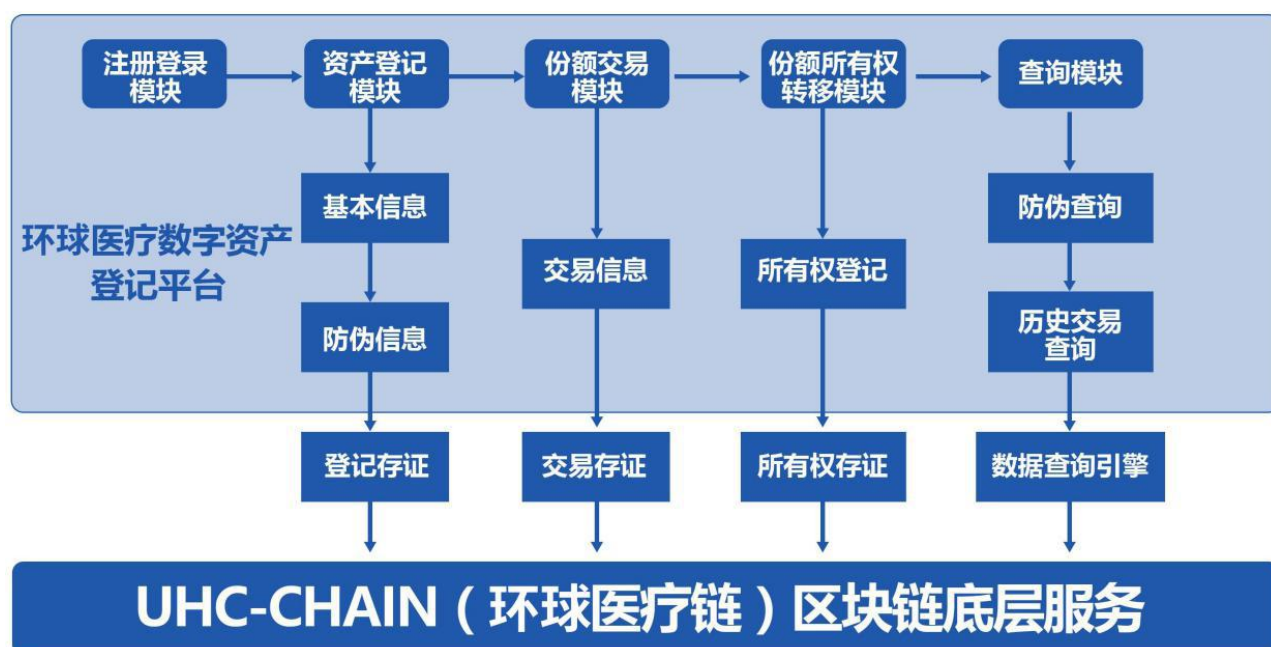 注册登录
模块
资产登记
模块
份额交易
模块
份额所有权
转移模块
查询模块
基本信息
防伪查询
环球医疗数字资产
登记平台
交易信息
所有权登记
防伪信息
历史交易
查询
登记存证
交易存证
所有权存证
数据查询引擎
UHC-CHAIN（环球医疗链）区块链底层服务